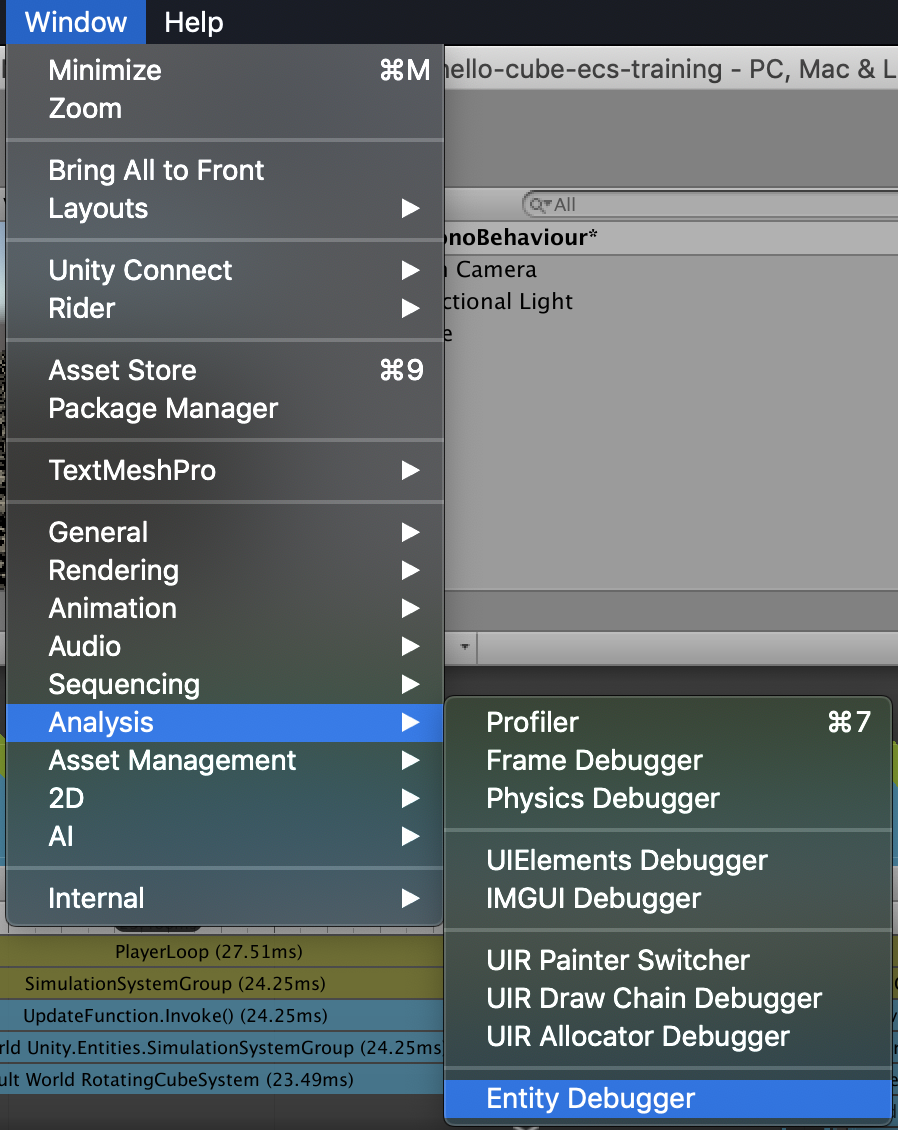 Window Help
Minimize ⌘M
Zoom
Bring All to Front
Layouts
Unity Connect
Rider
Asset Store ⌘9
Package Manager
TextMeshPro
General
Rendering
Animation
Audio
Sequencing
Analysis
Asset Management
2D
AI
Internal
Profiler ⌘7
Frame Debugger
Physics Debugger
UIElements Debugger
IMGUI Debugger
UIR Painter Switcher
UIR Draw Chain Debugger
UIR Allocator Debugger
Entity Debugger
ello-cube-ecs-training - PC, Mac & L
All
noBehaviour*
Camera
ctional Light
e
PlayerLoop (27.51ms)
SimulationSystemGroup (24.25ms)
UpdateFunction.Invoke() (24.25ms)
rld Unity.Entities.SimulationSystemGroup (24.25ms
ult World RotatingCubeSystem (23.49ms)